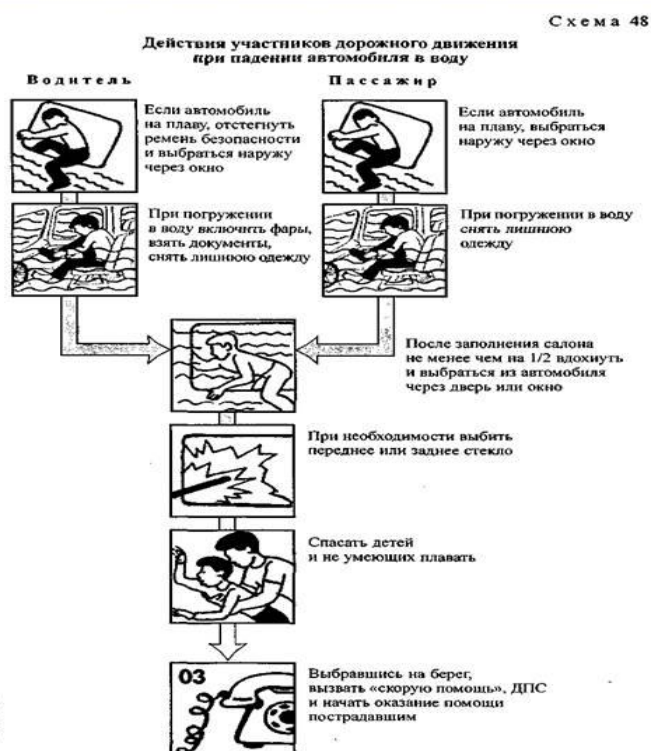 Схема 48
Действия участников дорожного движения
при падении автомобиля в воду
Водитель
Пассажир
Если автомобиль
на плаву, отстегнуть
ремень безопасности
и выбраться наружу
через окно
Если автомобиль
на плаву, выбраться
наружу через окно
При погружении
в воду включить фары,
взять документы,
снять лишнюю одежду
При погружении в воду
снять лишнюю
одежду
После заполнения салона
не менее чем на 1/2 вдохнуть
и выбраться из автомобиля
через дверь или окно
При необходимости выбить
переднее или заднее стекло
Спасать детей
и не умеющих плавать
03
Выбравшись на берег,
вызвать «скорую помощь», ДПС
и начать оказание помощи
пострадавшим